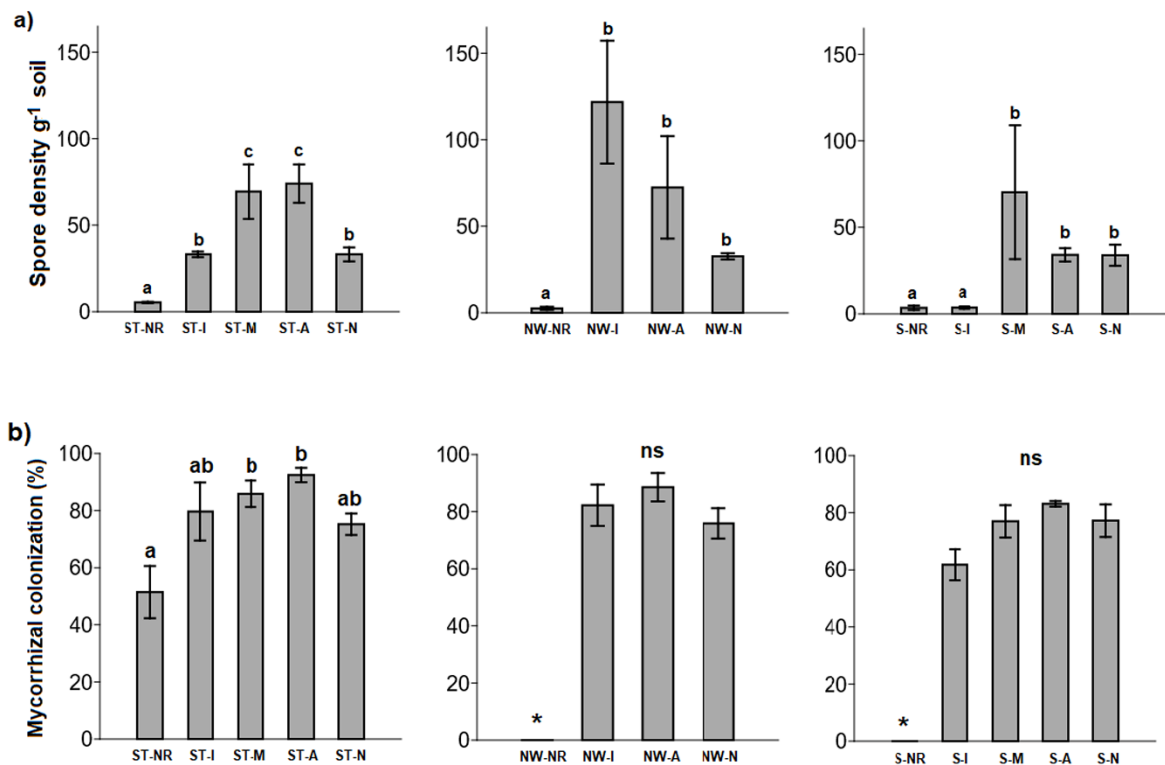 a)
Spore density g⁻¹ soil
150
100
50
0
a
b
c
c
b
ST-NR ST-I ST-M ST-A ST-N
150
100
50
0
a
b
b
b
NW-NR NW-I NW-A NW-N
150
100
50
0
a
a
b
b
b
S-NR S-I S-M S-A S-N
b)
Mycorrhizal colonization (%)
100
80
60
40
20
0
a
ab
b
b
ab
ST-NR ST-I ST-M ST-A ST-N
100
80
60
40
20
0
ns
*
NW-NR NW-I NW-A NW-N
100
80
60
40
20
0
ns
*
S-NR S-I S-M S-A S-N